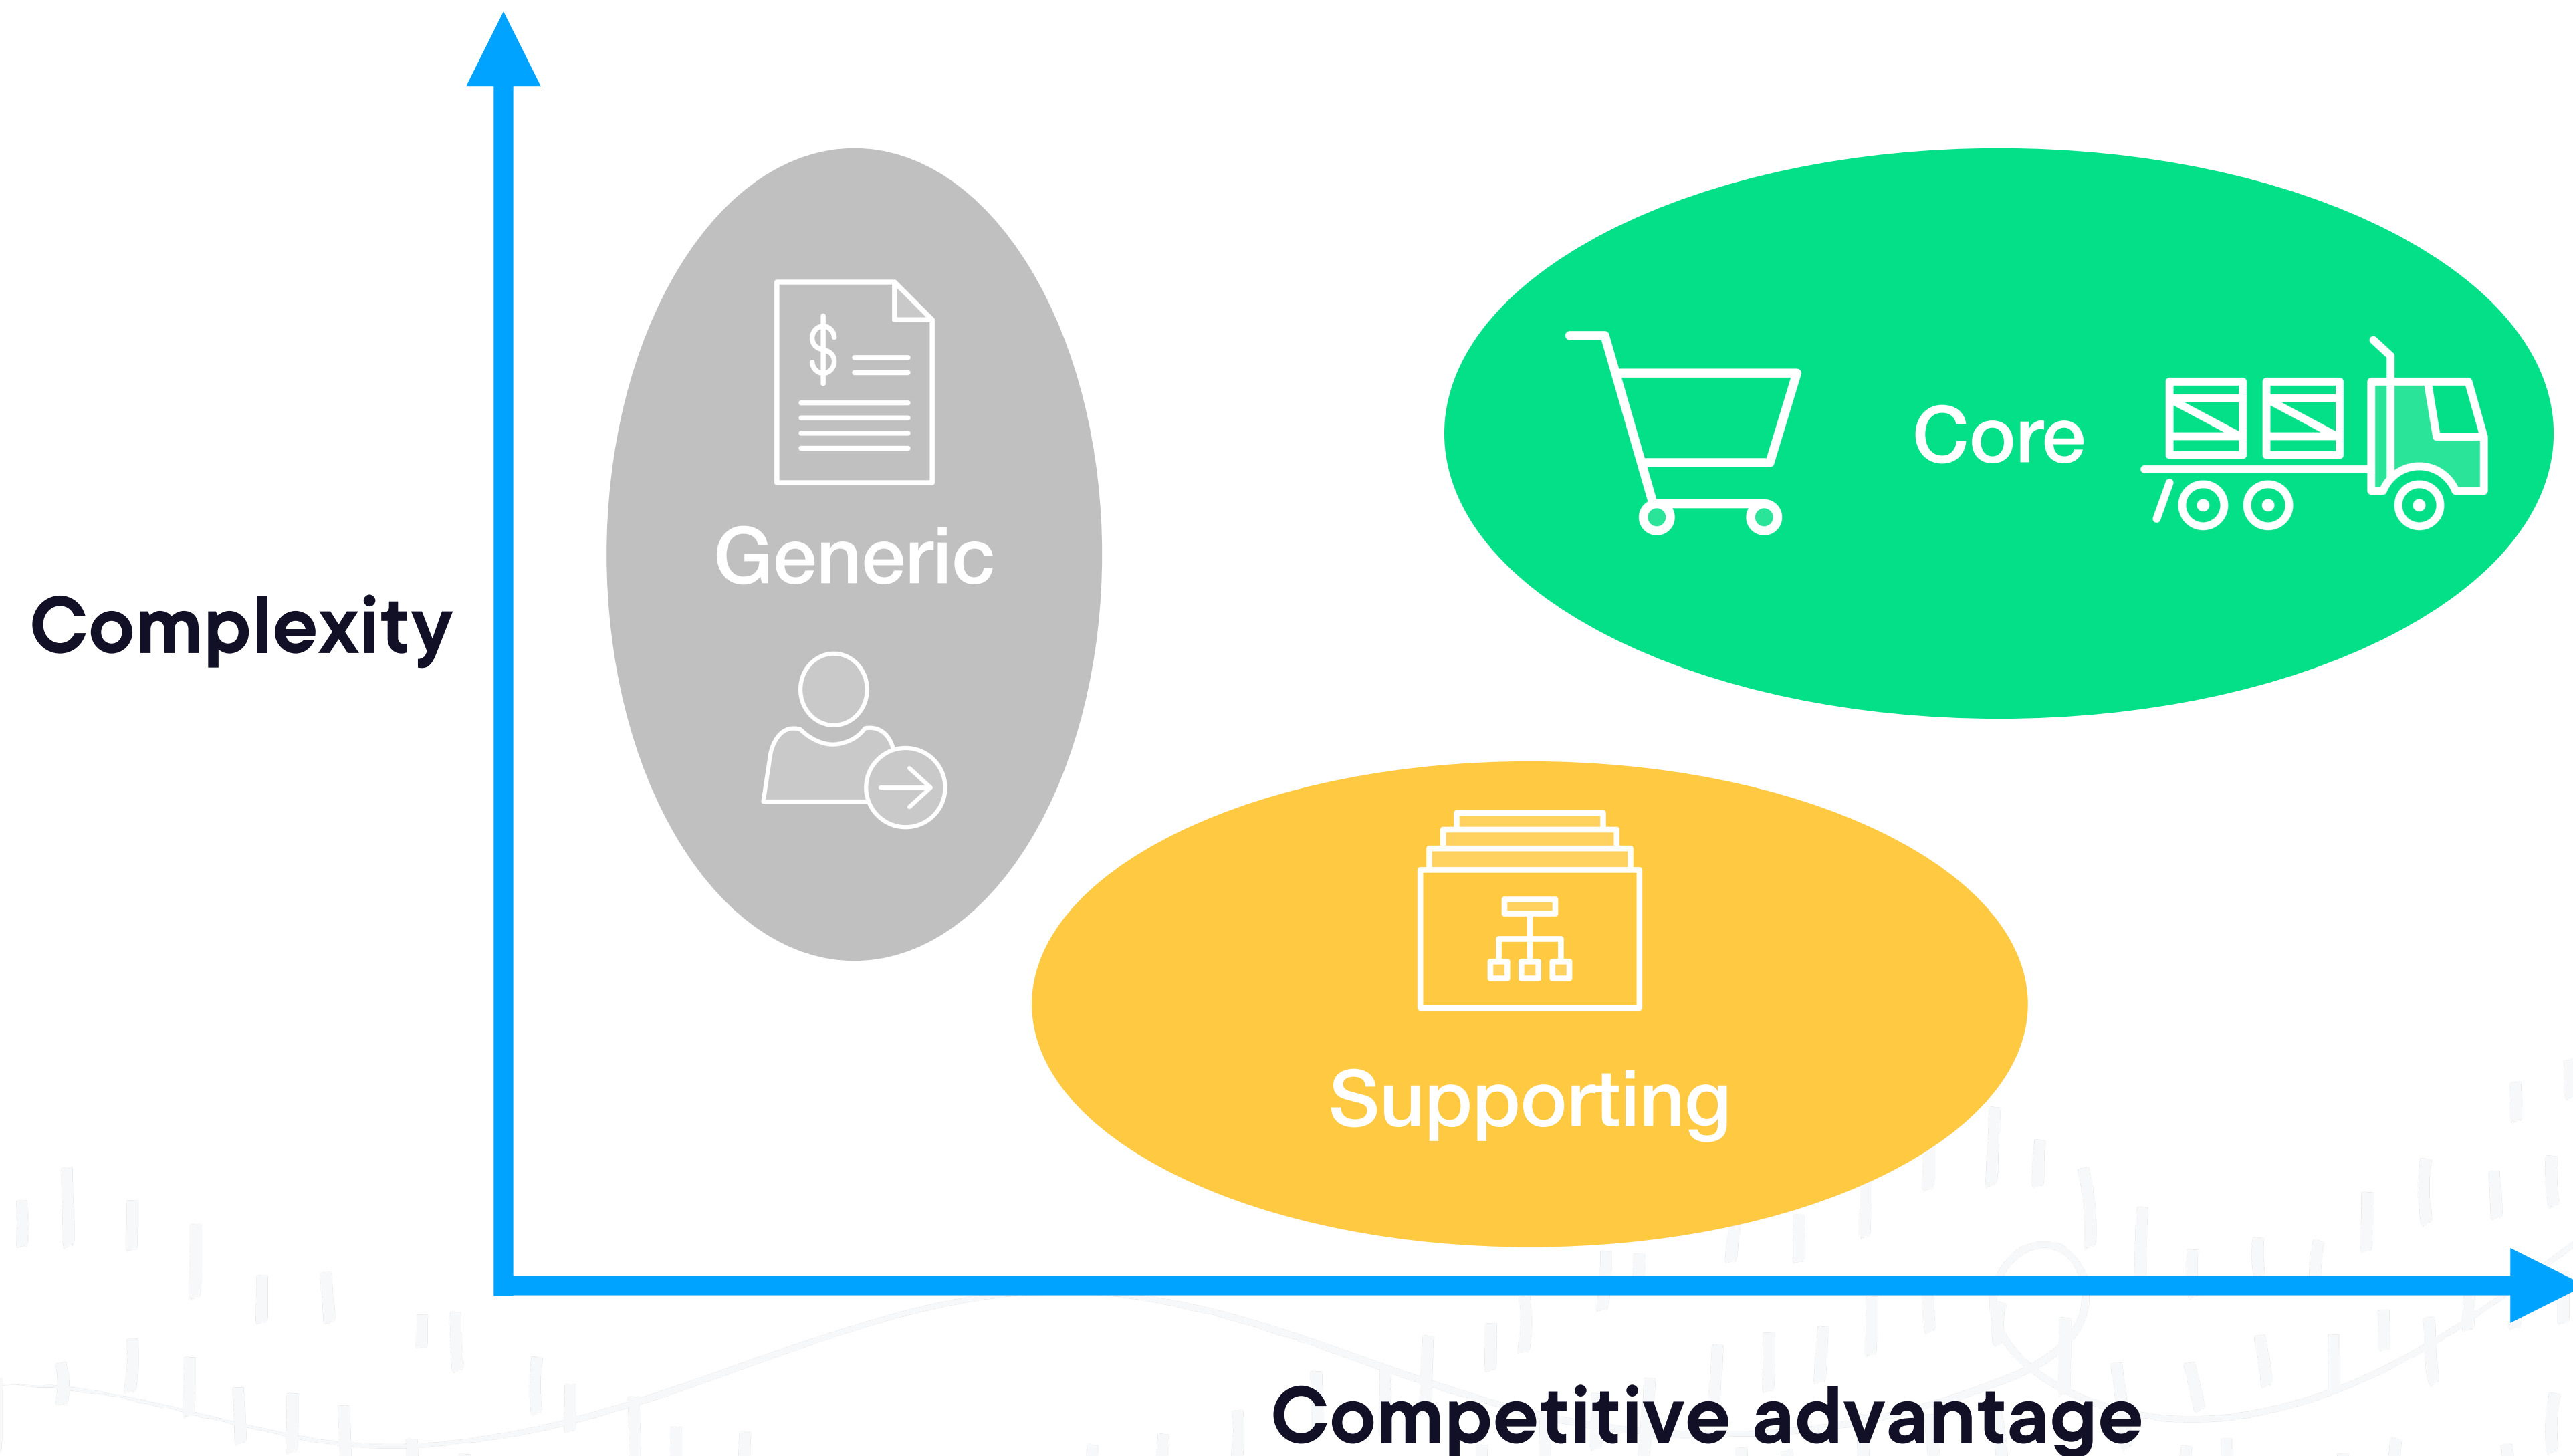 Core
Generic
Complexity
$
Supporting
Competitive advantage